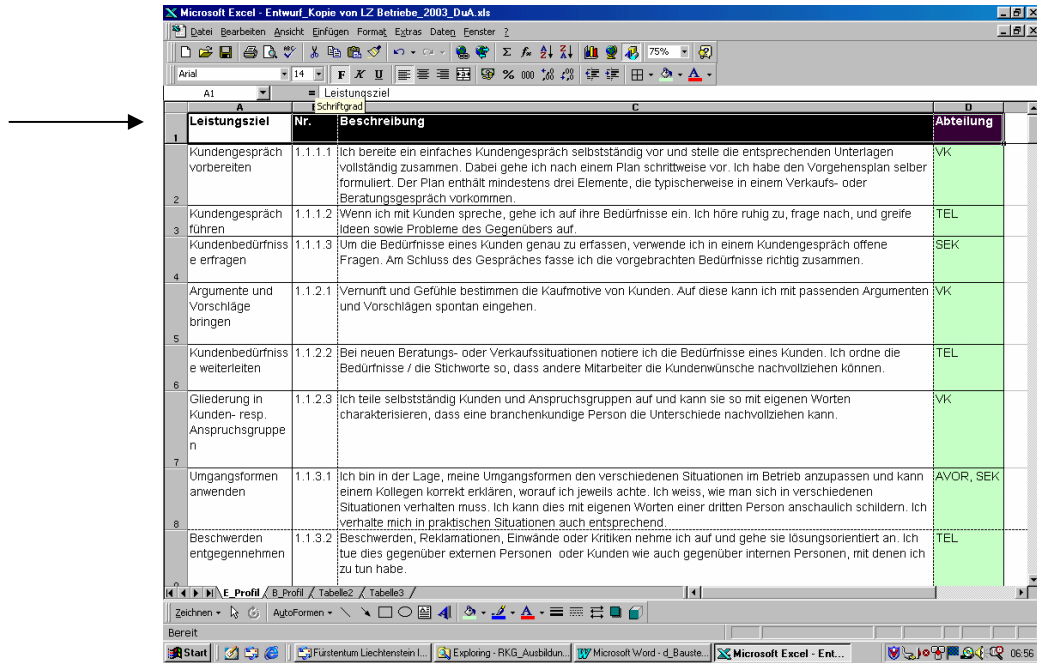 Microsoft Excel - Entwurf_Kopie von LZ Betriebe_2003_DuA.xls
Datei Bearbeiten Ansicht Einfügen Format Extras Daten Fenster ?
75%
Arial 14 F K U % 000
A1 = Leistungsziel
Schriftgrad
A C D
1 Leistungsziel Nr. Beschreibung Abteilung
Kundengespräch 1.1.1.1 Ich bereite ein einfaches Kundengespräch selbstständig vor und stelle die entsprechenden Unterlagen VK
vorbereiten vollständig zusammen. Dabei gehe ich nach einem Plan schrittweise vor. Ich habe den Vorgehensplan selber
formuliert. Der Plan enthält mindestens drei Elemente, die typischerweise in einem Verkaufs- oder
2 Beratungsgespräch vorkommen.
Kundengespräch 1.1.1.2 Wenn ich mit Kunden spreche, gehe ich auf ihre Bedürfnisse ein. Ich höre ruhig zu, frage nach, und greife TEL
3 führen Ideen sowie Probleme des Gegenübers auf.
Kundenbedürfniss 1.1.1.3 Um die Bedürfnisse eines Kunden genau zu erfassen, verwende ich in einem Kundengespräch offene SEK
e erfragen Fragen. Am Schluss des Gespräches fasse ich die vorgebrachten Bedürfnisse richtig zusammen.
4
Argumente und 1.1.2.1 Vernunft und Gefühle bestimmen die Kaufmotive von Kunden. Auf diese kann ich mit passenden Argumenten VK
Vorschläge und Vorschlägen spontan eingehen.
bringen
5
Kundenbedürfniss 1.1.2.2 Bei neuen Beratungs- oder Verkaufssituationen notiere ich die Bedürfnisse eines Kunden. Ich ordne die TEL
e weiterleiten Bedürfnisse / die Stichworte so, dass andere Mitarbeiter die Kundenwünsche nachvollziehen können.
6
Gliederung in 1.1.2.3 Ich teile selbstständig Kunden und Anspruchsgruppen auf und kann sie so mit eigenen Worten VK
Kunden- resp. charakterisieren, dass eine branchenkundige Person die Unterschiede nachvollziehen kann.
Anspruchsgruppe
n
7
Umgangsformen 1.1.3.1 Ich bin in der Lage, meine Umgangsformen den verschiedenen Situationen im Betrieb anzupassen und kann AVOR, SEK
anwenden einem Kollegen korrekt erklären, worauf ich jeweils achte. Ich weiss, wie man sich in verschiedenen
Situationen verhalten muss. Ich kann dies mit eigenen Worten einer dritten Person anschaulich schildern. Ich
8 verhalte mich in praktischen Situationen auch entsprechend.
Beschwerden 1.1.3.2 Beschwerden, Reklamationen, Einwände oder Kritiken nehme ich auf und gehe sie lösungsorientiert an. Ich TEL
entgegennehmen tue dies gegenüber externen Personen oder Kunden wie auch gegenüber internen Personen, mit denen ich
zu tun habe.
E_Profil B_Profil Tabelle2 Tabelle3
Zeichnen AutoFormen
Bereit
Start Fürstentum Liechtenstein I... Exploring - RKG_Ausbildun... Microsoft Word - d_Bauste... Microsoft Excel - Ent... 06:56